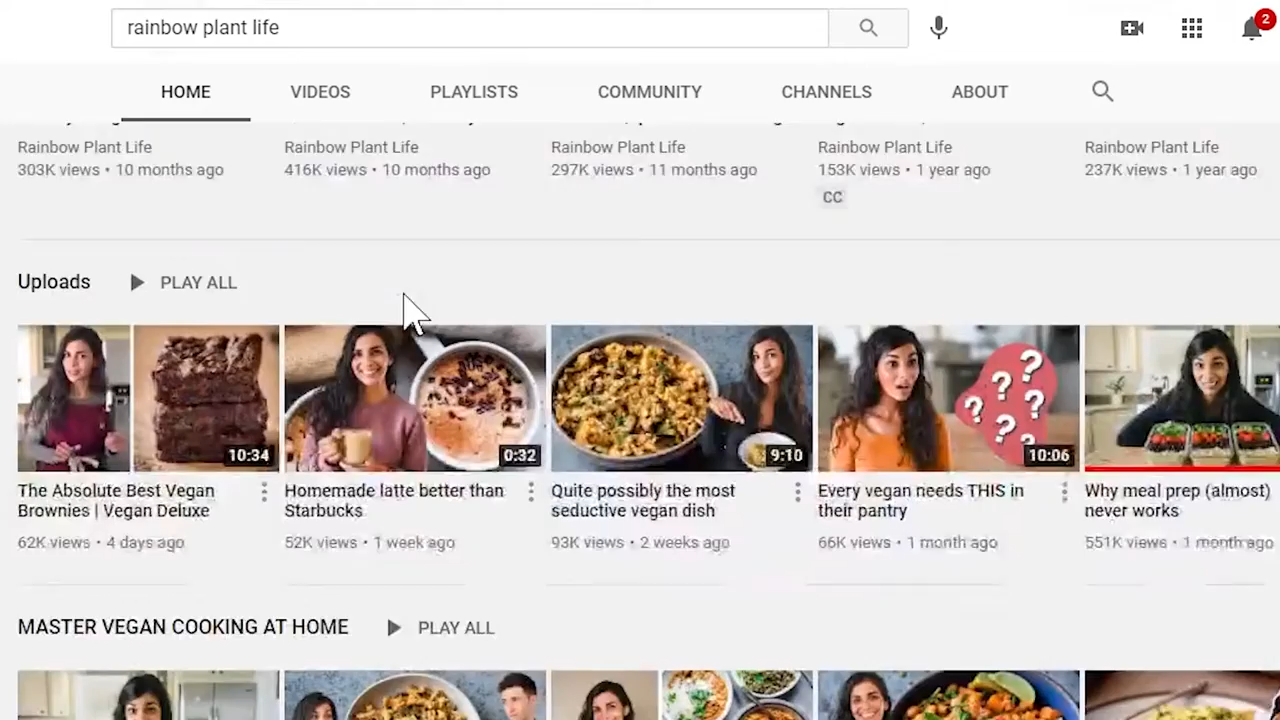 rainbow plant life
2
HOME VIDEOS PLAYLISTS COMMUNITY CHANNELS ABOUT
Rainbow Plant Life Rainbow Plant Life Rainbow Plant Life Rainbow Plant Life Rainbow Plant Life
303K views • 10 months ago 416K views • 10 months ago 297K views • 11 months ago 153K views • 1 year ago 237K views • 1 year ago
CC
Uploads PLAY ALL
? ? ? ? ? ?
10:34 0:32 9:10 10:06
The Absolute Best Vegan Brownies | Vegan Deluxe
Homemade latte better than Starbucks
Quite possibly the most seductive vegan dish
Every vegan needs THIS in their pantry
Why meal prep (almost) never works
62K views • 4 days ago 52K views • 1 week ago 93K views • 2 weeks ago 66K views • 1 month ago 551K views • 1 month ago
MASTER VEGAN COOKING AT HOME PLAY ALL